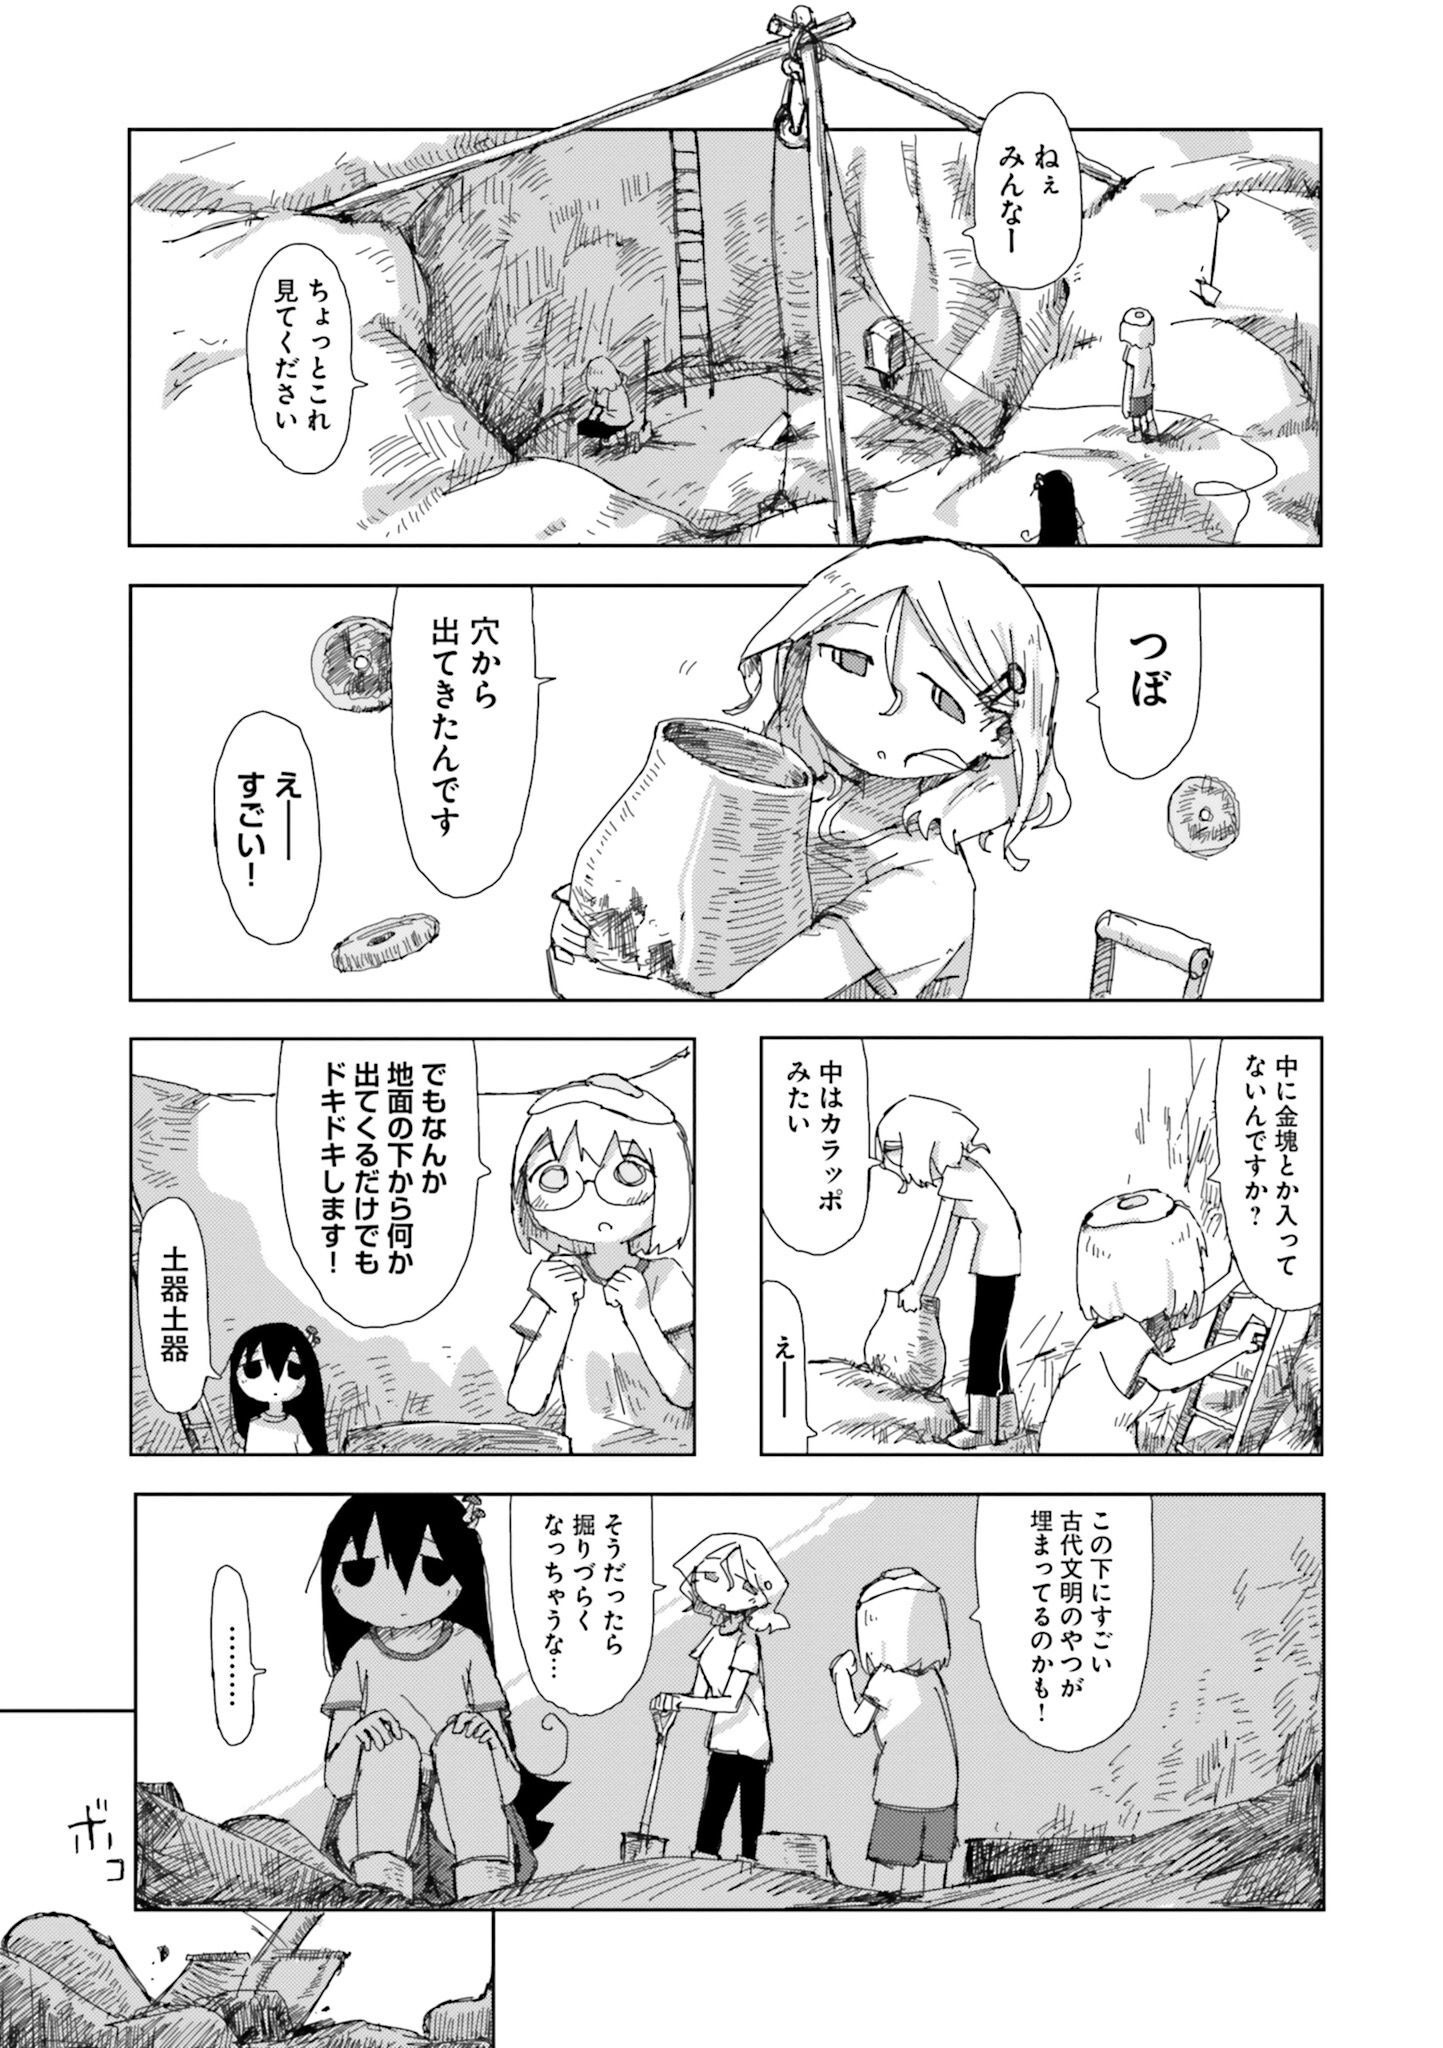 ねぇ
みんなー
ちょっとこれ
見てください
つぼ
穴から
出てきたんです
えー
すごい！
中に金塊とか入って
ないんですか？
中はカラッポ
みたい
えー
でもなんか
地面の下から何か
出てくるだけでも
ドキドキします！
土器土器
この下にすごい
古代文明のやつが
埋まってるのかも！
そうだったら
掘りづらく
なっちゃうな…
………
ボコ